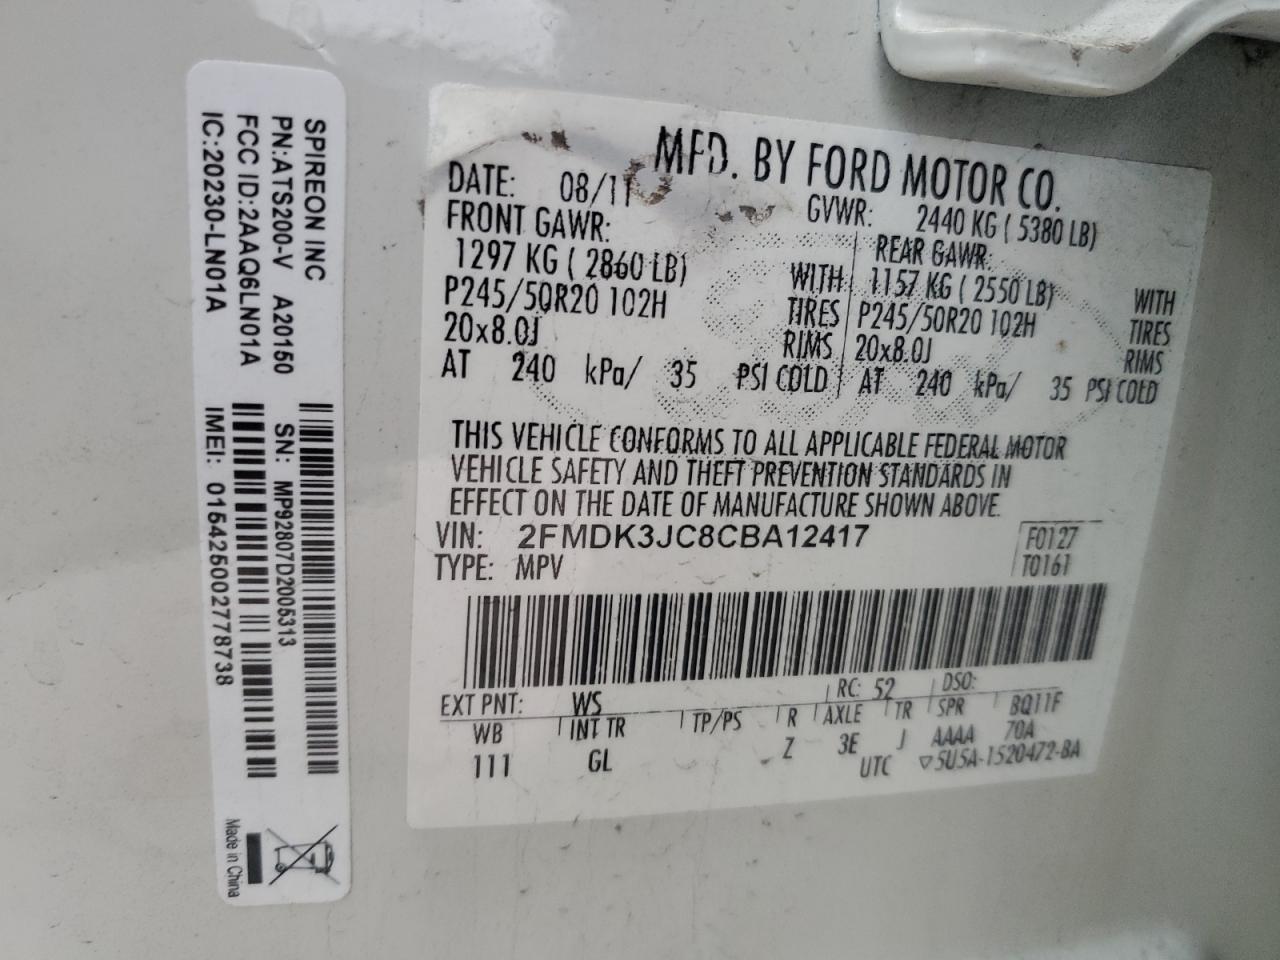 SPIREON INC
PN:ATS200-V A20150
FCC ID:2AAQ6LN01A
IC:20230-LN01A
SN: MP92807D2005313
IMEI: 015425002778738
Made in China
MFD. BY FORD MOTOR CO.
DATE: 08/11 GVWR: 2440 KG ( 5380 LB)
FRONT GAWR: REAR GAWR:
1297 KG ( 2860 LB) WITH 1157 KG ( 2550 LB) WITH
P245/50R20 102H TIRES P245/50R20 102H TIRES
20x8.0J RIMS 20x8.0J RIMS
AT 240 kPa/ 35 PSI COLD AT 240 kPa/ 35 PSI COLD
THIS VEHICLE CONFORMS TO ALL APPLICABLE FEDERAL MOTOR
VEHICLE SAFETY AND THEFT PREVENTION STANDARDS IN
EFFECT ON THE DATE OF MANUFACTURE SHOWN ABOVE.
VIN: 2FMDK3JC8CBA12417 F0127
TYPE: MPV T0161
EXT PNT: WS RC: 52 DSO:
WB INT TR TP/PS R AXLE TR SPR BQ11F
111 GL Z 3E J AAAA 70A
UTC ▽5U5A-1520472-BA